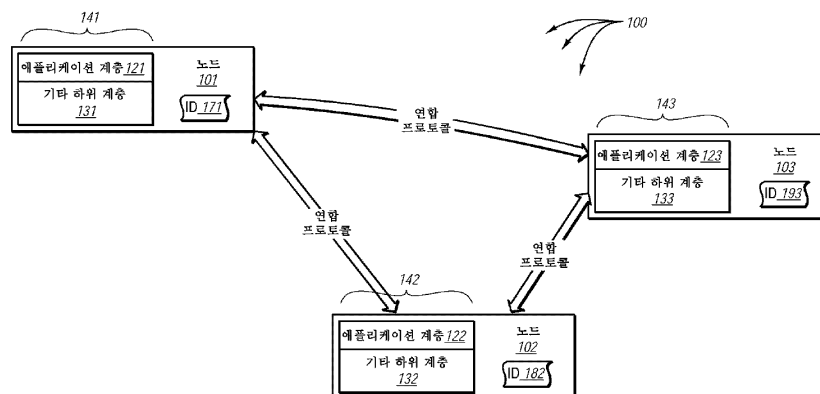 141
100
애플리케이션 계층 121
기타 하위 계층
131
노드
101
ID 171
연합
프로토콜
143
애플리케이션 계층 123
기타 하위 계층
133
노드
103
ID 193
연합
프로토콜
연합
프로토콜
142
애플리케이션 계층 122
기타 하위 계층
132
노드
102
ID 182